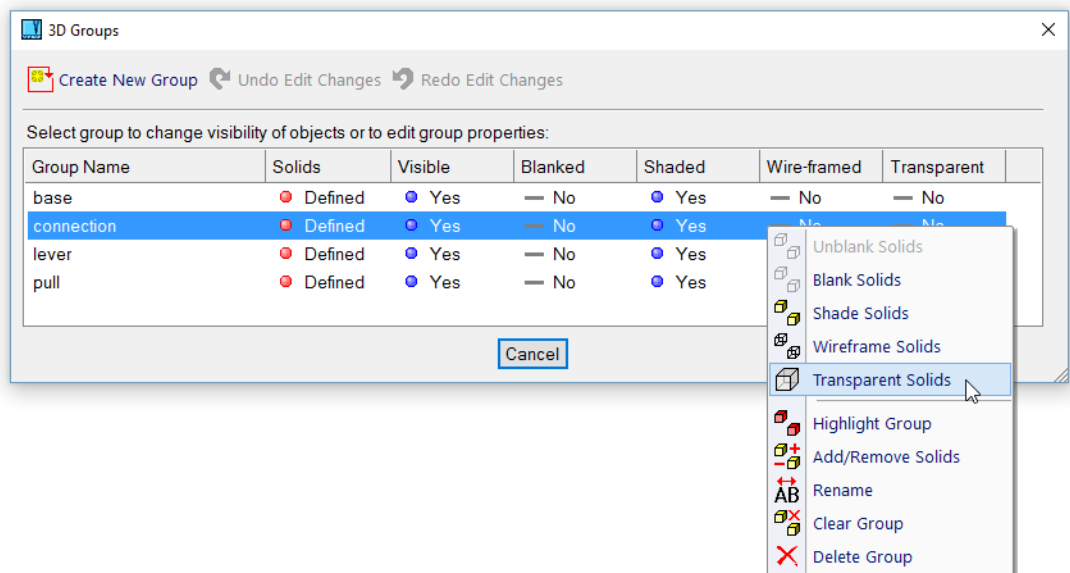 3D Groups
Create New Group Undo Edit Changes Redo Edit Changes
Select group to change visibility of objects or to edit group properties:
Group Name Solids Visible Blanked Shaded Wire-framed Transparent
base Defined Yes No Yes No No
connection Defined Yes No Yes No No
lever Defined Yes No Yes
pull Defined Yes No Yes
Cancel
Unblank Solids
Blank Solids
Shade Solids
Wireframe Solids
Transparent Solids
Highlight Group
Add/Remove Solids
AB Rename
Clear Group
Delete Group